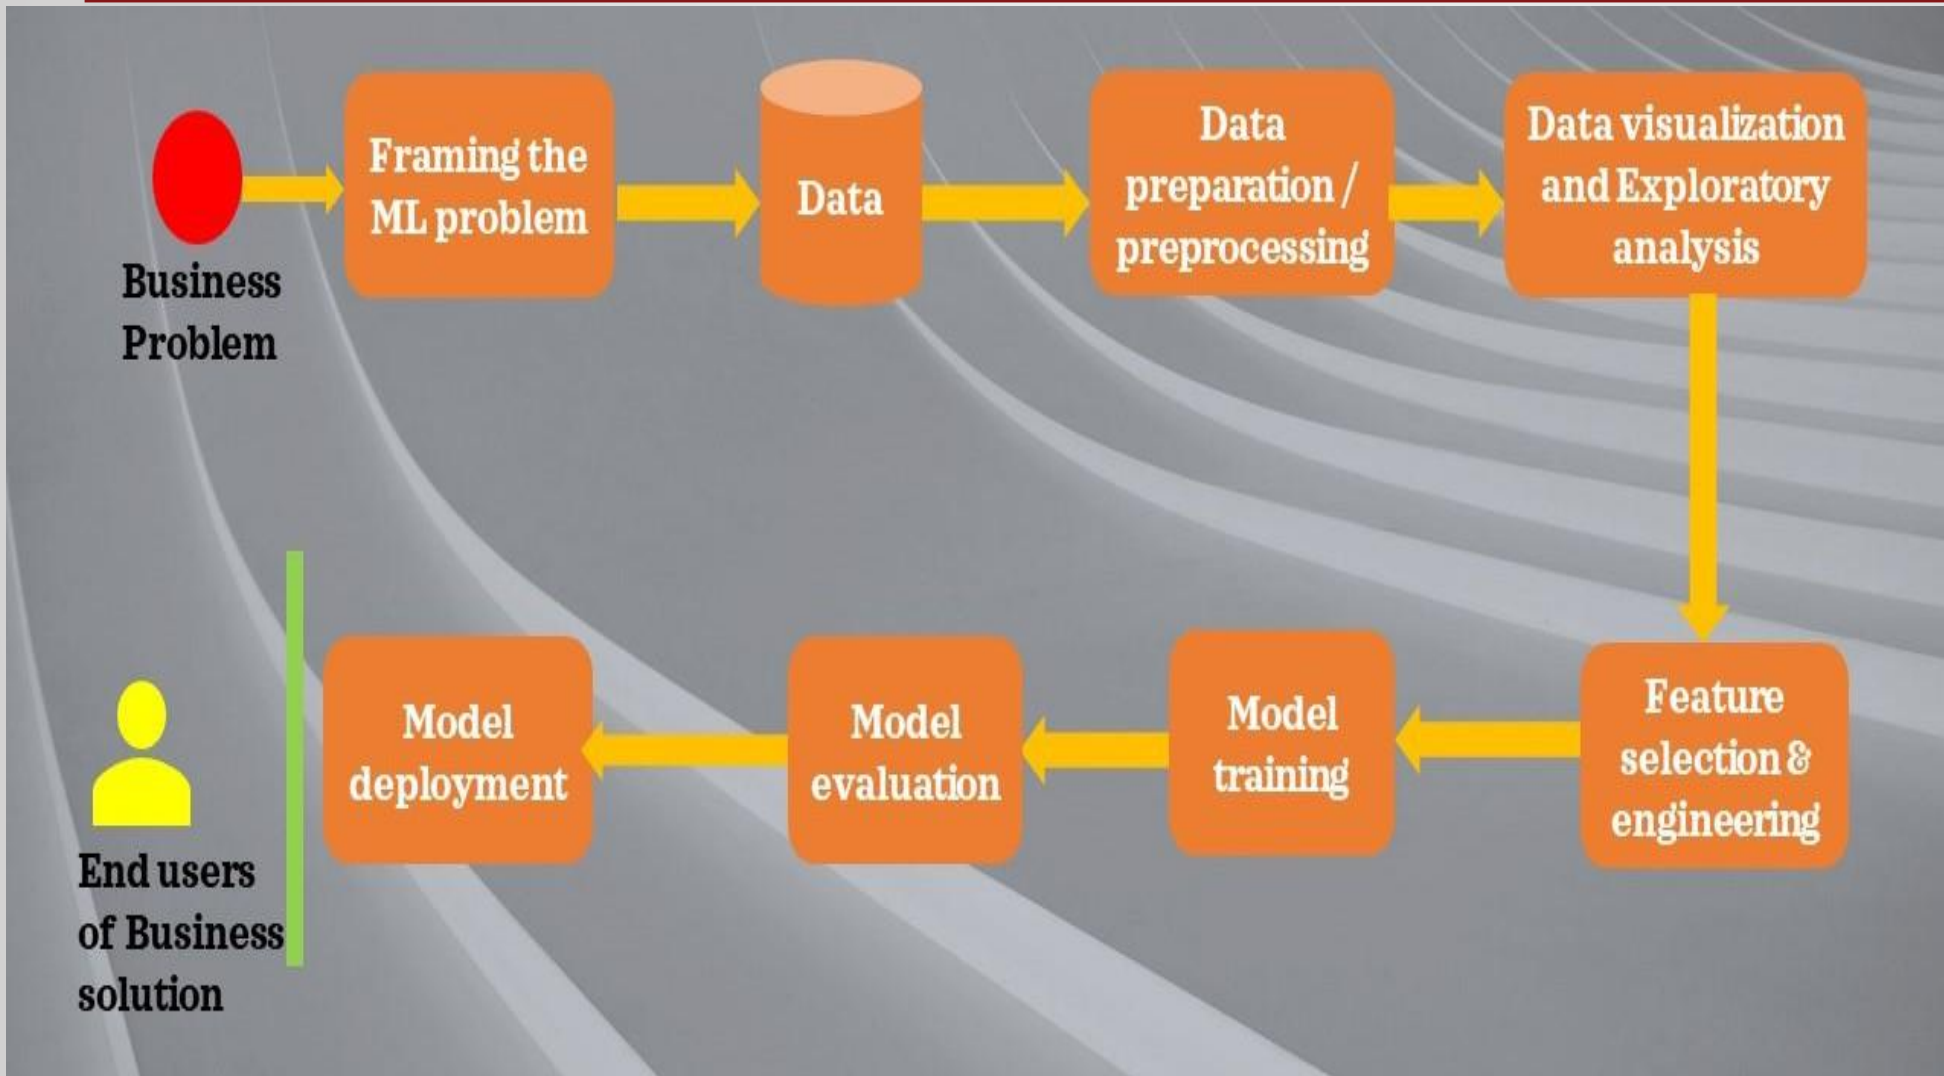 Business
Problem
Framing the
ML problem
Data
Data
preparation /
preprocessing
Data visualization
and Exploratory
analysis
Feature
selection &
engineering
Model
training
Model
evaluation
Model
deployment
End users
of Business
solution